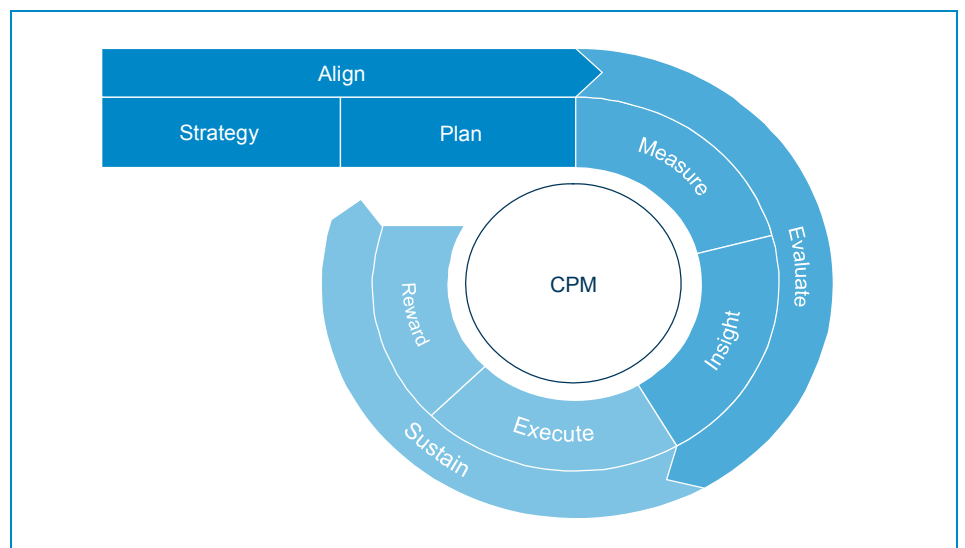 Align
Strategy
Plan
Measure
Evaluate
Insight
CPM
Reward
Execute
Sustain